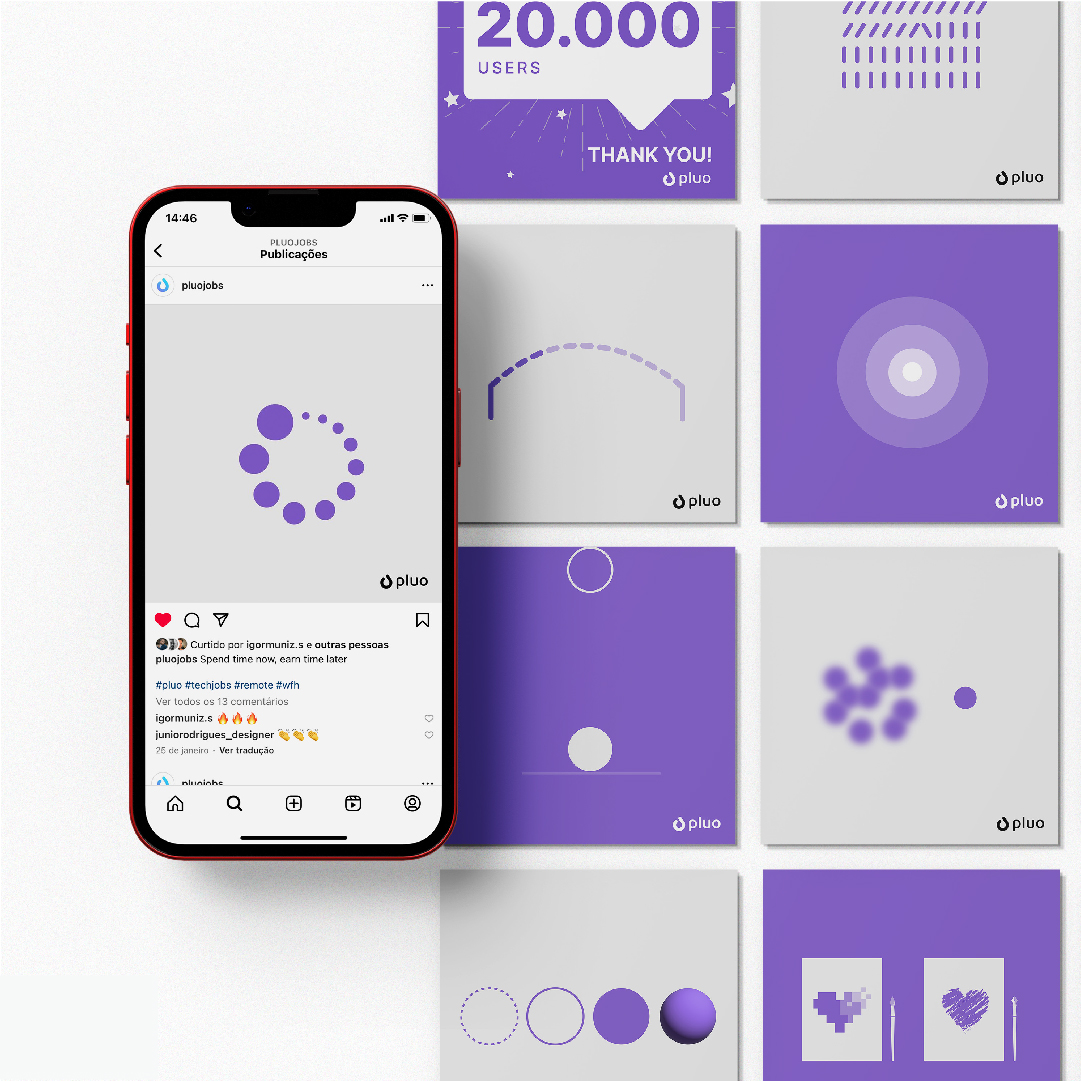 20.000
USERS
THANK YOU!
pluo
pluo
14:46
PLUOJOBS
Publicações
pluojobs
pluo
Curtido por igormuniz.s e outras pessoas
pluojobs Spend time now, earn time later
#pluo #techjobs #remote #wfh
Ver todos os 13 comentários
igormuniz.s 🔥🔥🔥
juniorodrigues_designer 👏👏👏
25 de janeiro · Ver tradução
pluojobs
pluo
pluo
pluo
pluo